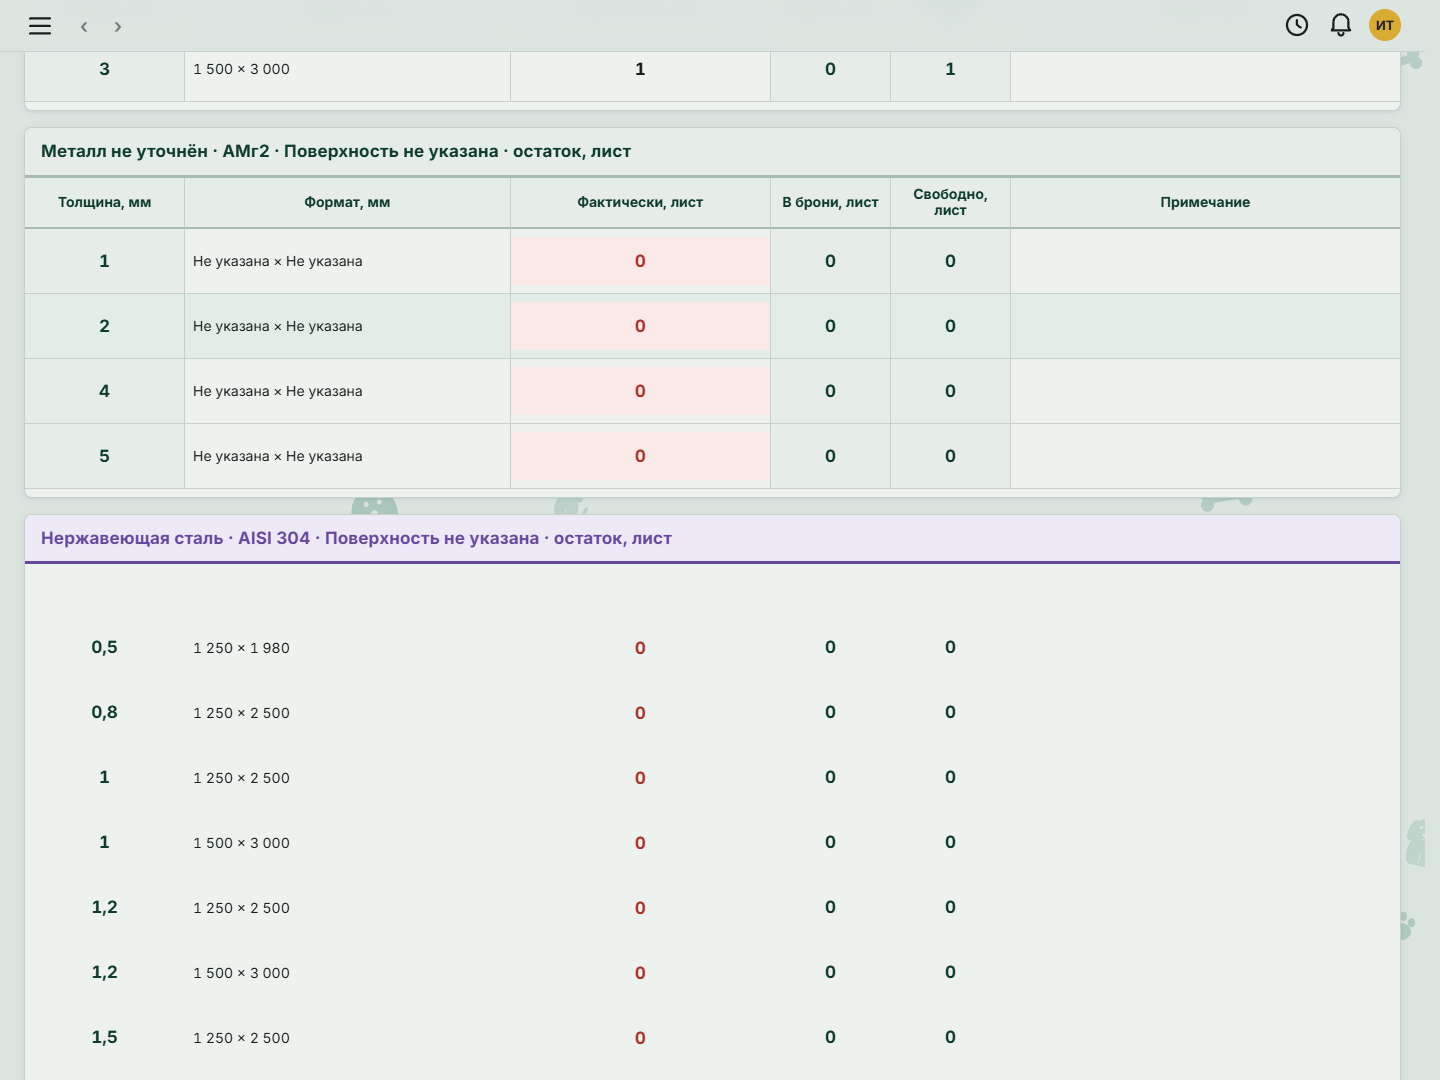 ‹ › ИТ
3 1 500 × 3 000 1 0 1
Металл не уточнён · АМг2 · Поверхность не указана · остаток, лист
Толщина, мм Формат, мм Фактически, лист В брони, лист Свободно, лист Примечание
1 Не указана × Не указана 0 0 0
2 Не указана × Не указана 0 0 0
4 Не указана × Не указана 0 0 0
5 Не указана × Не указана 0 0 0
Нержавеющая сталь · AISI 304 · Поверхность не указана · остаток, лист
0,5 1 250 × 1 980 0 0 0
0,8 1 250 × 2 500 0 0 0
1 1 250 × 2 500 0 0 0
1 1 500 × 3 000 0 0 0
1,2 1 250 × 2 500 0 0 0
1,2 1 500 × 3 000 0 0 0
1,5 1 250 × 2 500 0 0 0